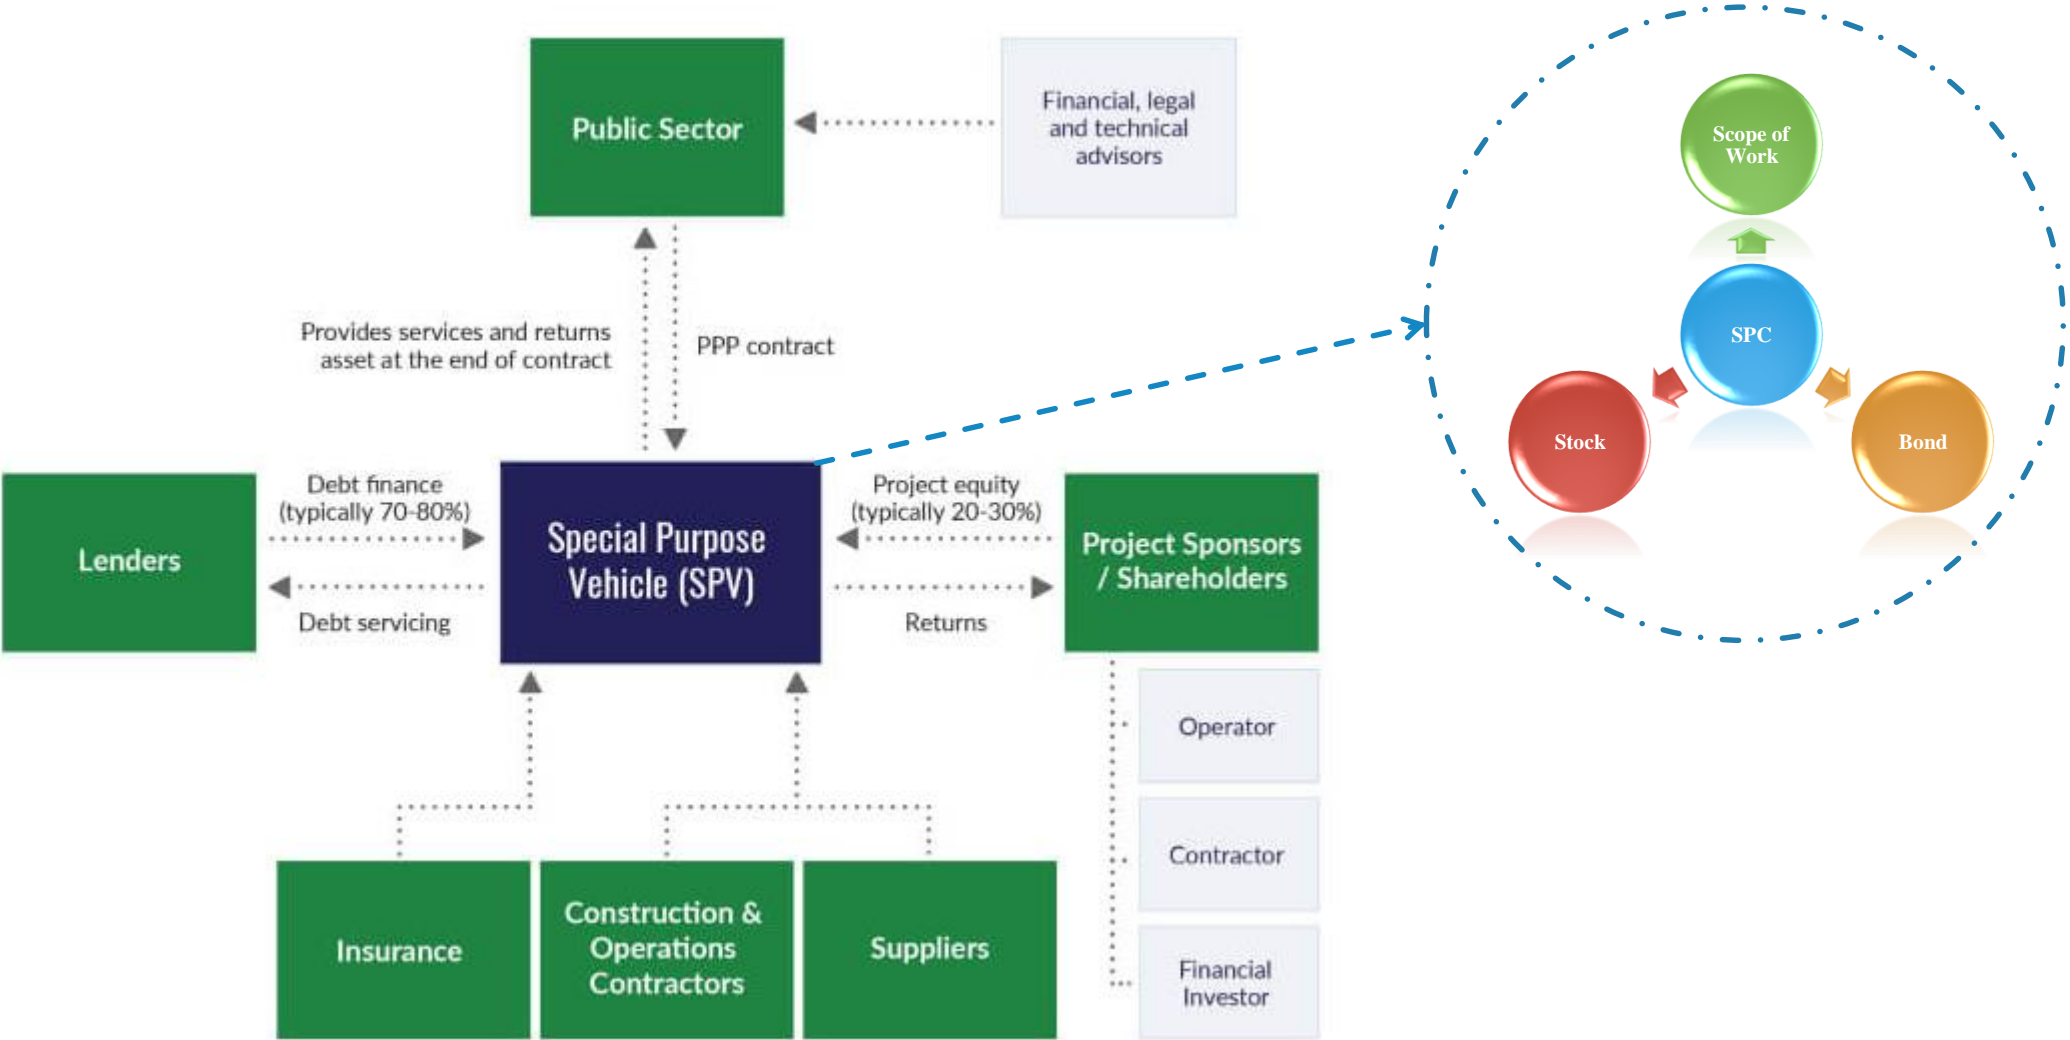 Public Sector
Financial, legal
and technical
advisors
Scope of
Work
SPC
Stock
Bond
Provides services and returns
asset at the end of contract
PPP contract
Lenders
Debt finance
(typically 70-80%)
Debt servicing
Special Purpose
Vehicle (SPV)
Project equity
(typically 20-30%)
Returns
Project Sponsors
/ Shareholders
Operator
Contractor
Financial
Investor
Insurance
Construction &
Operations
Contractors
Suppliers